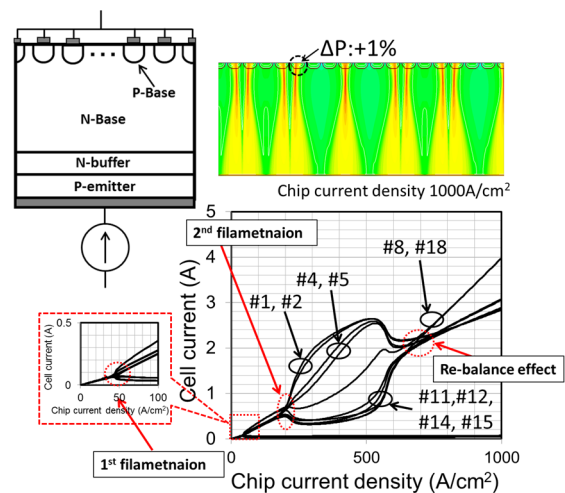 P-Base
N-Base
N-buffer
P-emitter
ΔP:+1%
Chip current density 1000A/cm²
2nd filametnaion
Cell current (A)
5
4
3
2
1
0
#1, #2
#4, #5
#8, #18
Re-balance effect
#11,#12,
#14, #15
0
500
1000
Chip current density (A/cm²)
Cell current (A)
0.5
0
0
50
100
Chip current density (A/cm²)
1st filametnaion